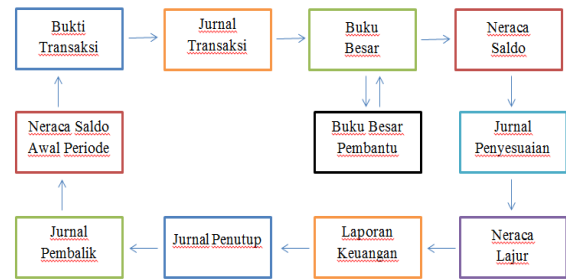 Bukti
Transaksi
Jurnal
Transaksi
Buku
Besar
Neraca
Saldo
Neraca Saldo
Awal Periode
Buku Besar
Pembantu
Jurnal
Penyesuaian
Jurnal
Pembalik
Jurnal Penutup
Laporan
Keuangan
Neraca
Lajur